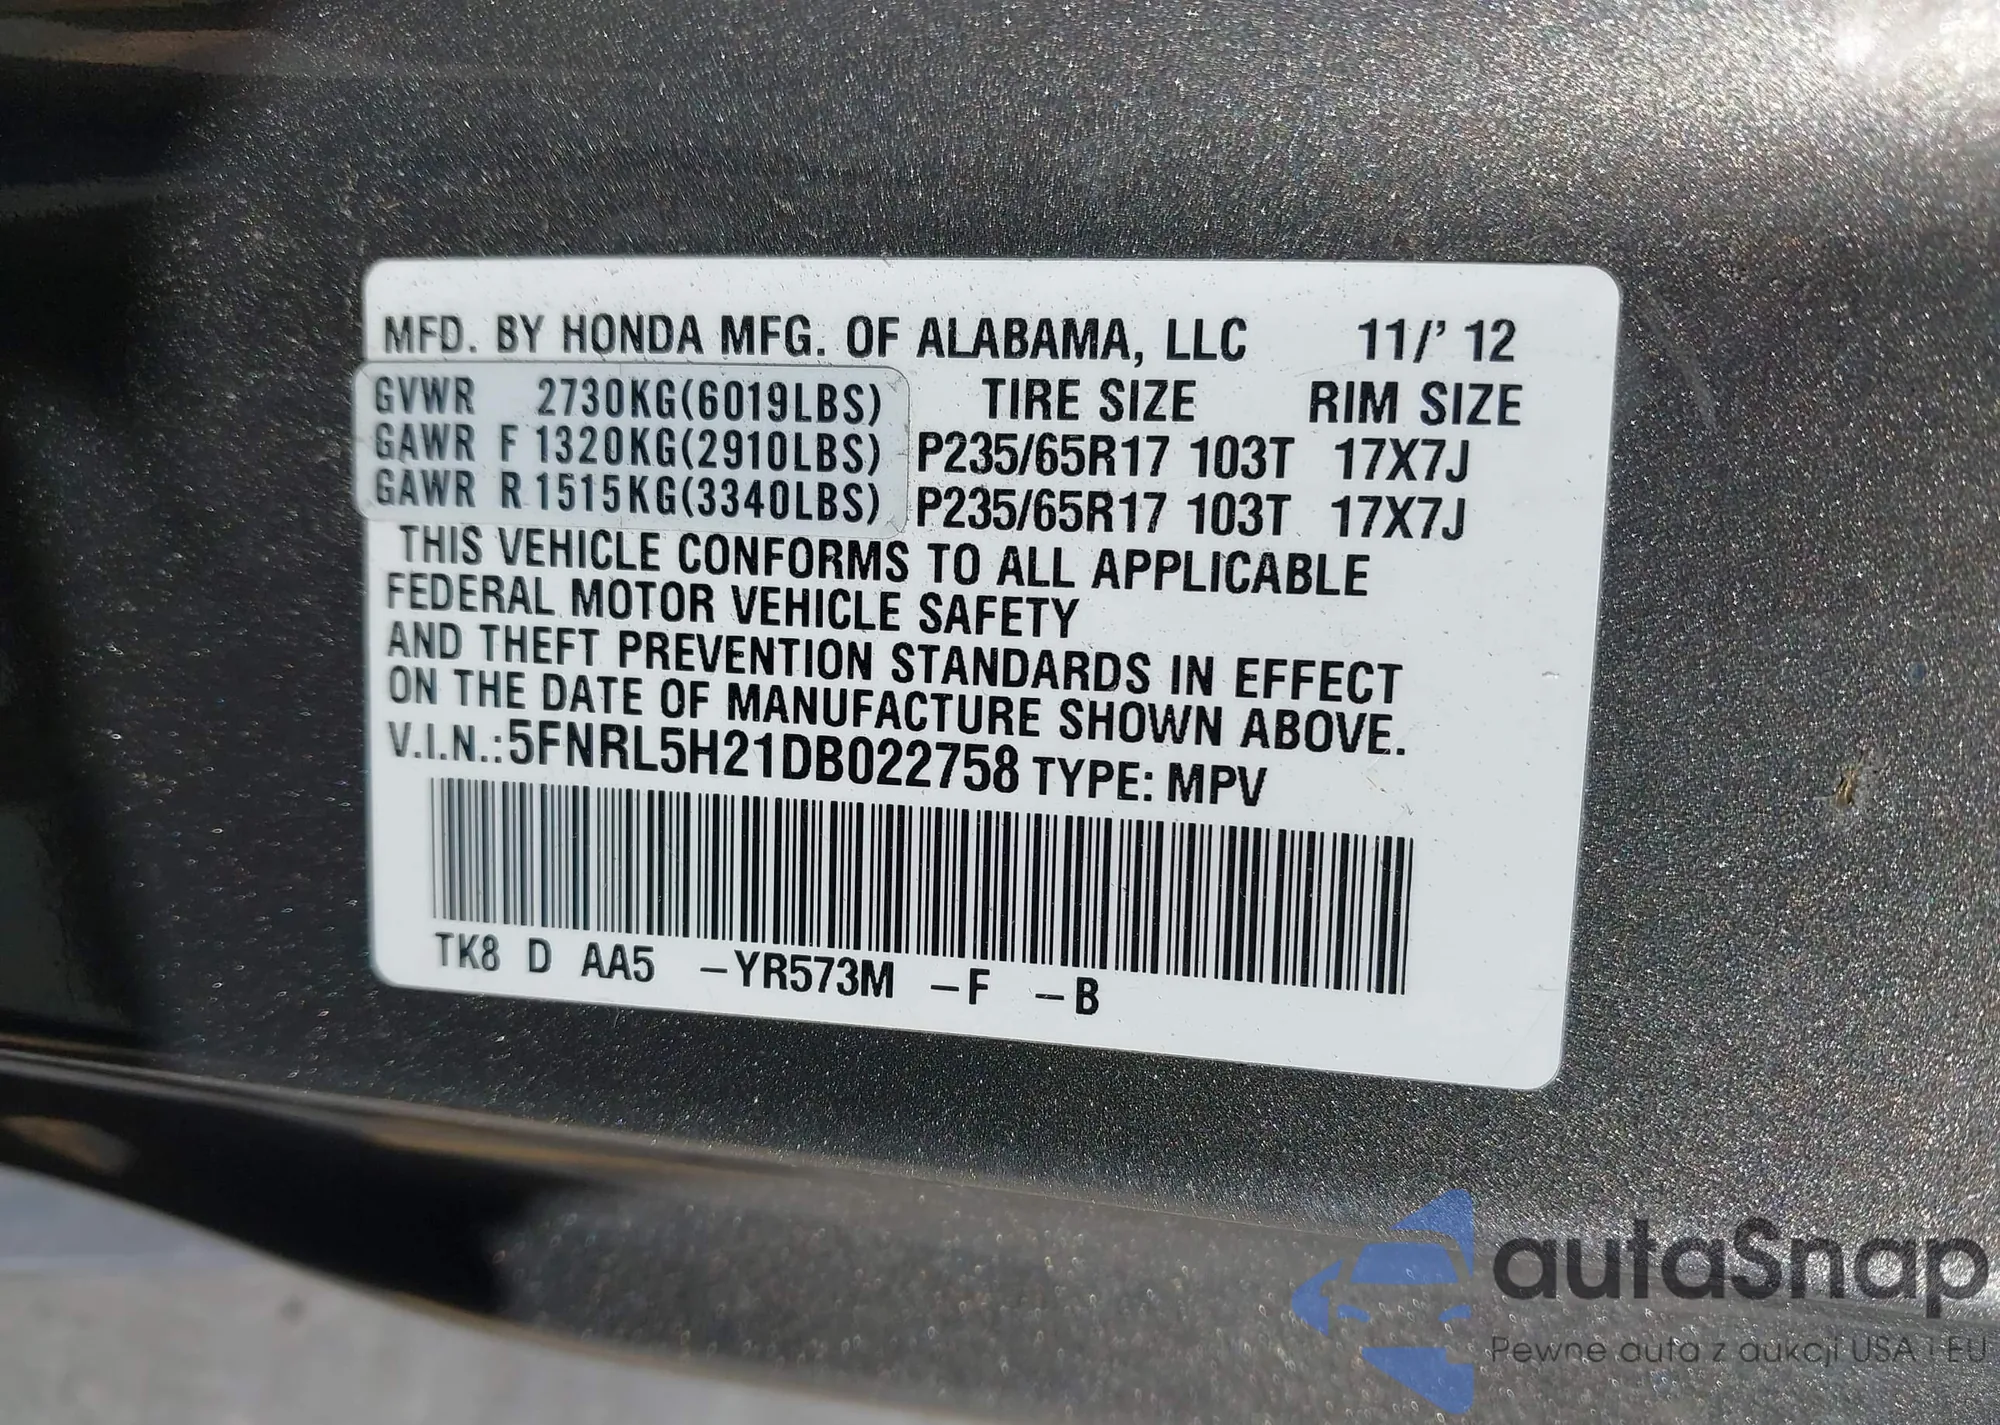 MFD. BY HONDA MFG. OF ALABAMA, LLC 11/' 12
GVWR 2730KG(6019LBS) TIRE SIZE RIM SIZE
GAWR F 1320KG(2910LBS) P235/65R17 103T 17X7J
GAWR R 1515KG(3340LBS) P235/65R17 103T 17X7J
THIS VEHICLE CONFORMS TO ALL APPLICABLE
FEDERAL MOTOR VEHICLE SAFETY
AND THEFT PREVENTION STANDARDS IN EFFECT
ON THE DATE OF MANUFACTURE SHOWN ABOVE.
V.I.N.:5FNRL5H21DB022758 TYPE: MPV
TK8 D AA5 –YR573M –F –B
autaSnap
Pewne auta z aukcji USA i EU